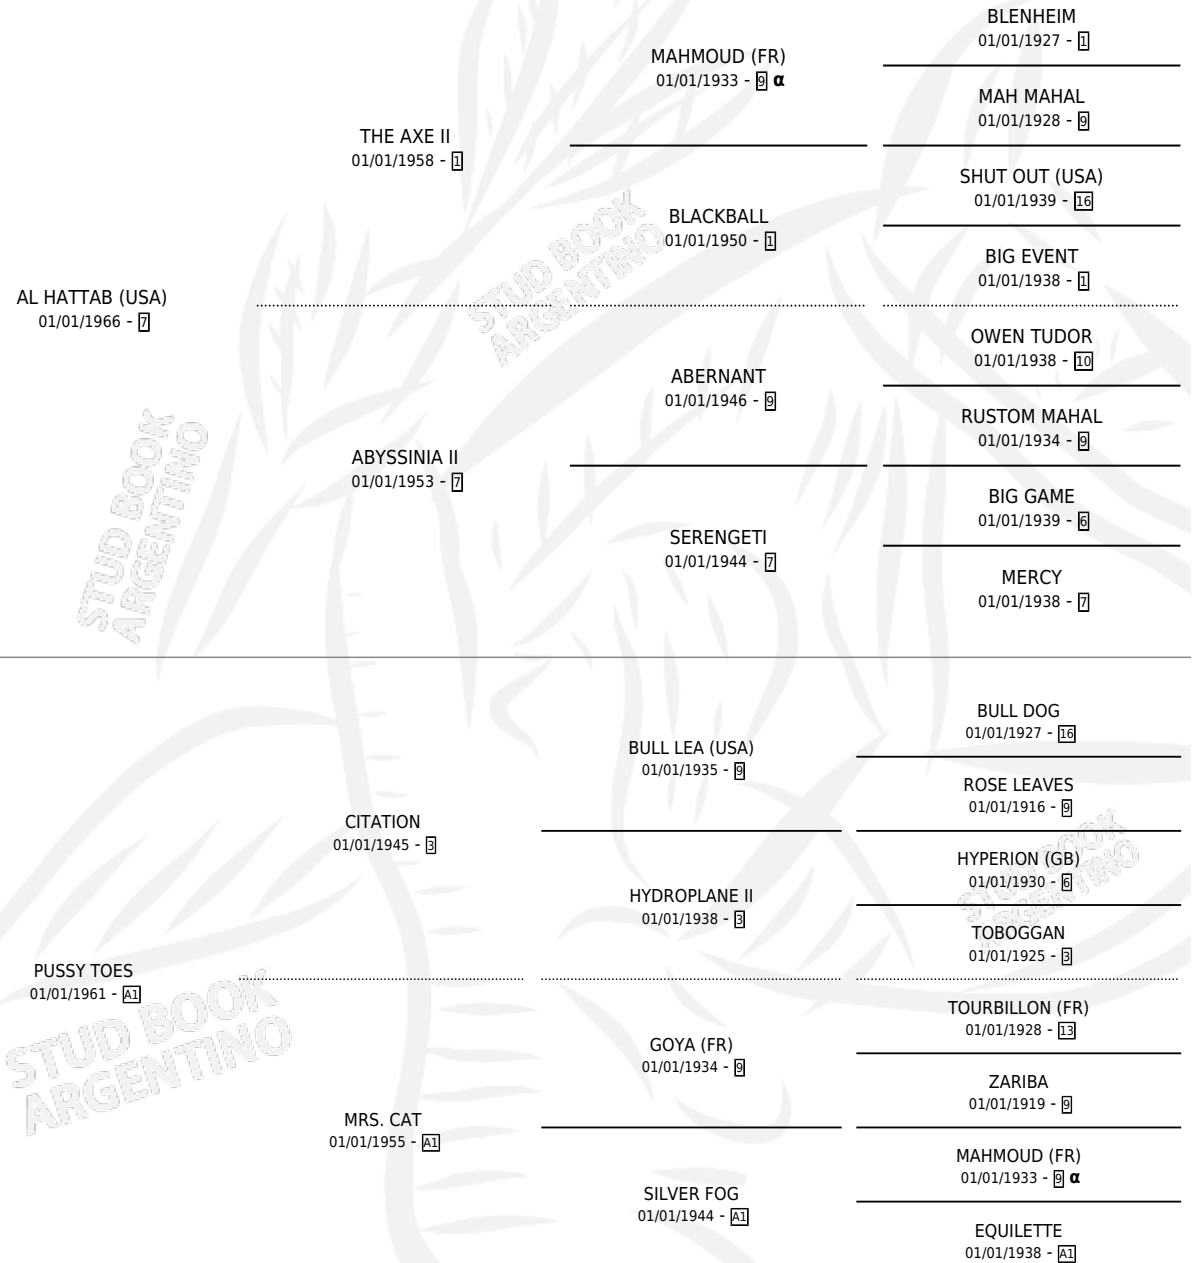 BLENHEIM
01/01/1927 - 1
MAHMOUD (FR)
01/01/1933 - 9 α
MAH MAHAL
01/01/1928 - 9
THE AXE II
01/01/1958 - 1
SHUT OUT (USA)
01/01/1939 - 16
BLACKBALL
01/01/1950 - 1
BIG EVENT
01/01/1938 - 1
AL HATTAB (USA)
01/01/1966 - 7
OWEN TUDOR
01/01/1938 - 10
ABERNANT
01/01/1946 - 9
RUSTOM MAHAL
01/01/1934 - 9
ABYSSINIA II
01/01/1953 - 7
BIG GAME
01/01/1939 - 6
SERENGETI
01/01/1944 - 7
MERCY
01/01/1938 - 7
STUD BOOK
ARGENTINO
STUD BOOK
ARGENTINO
BULL DOG
01/01/1927 - 16
BULL LEA (USA)
01/01/1935 - 9
ROSE LEAVES
01/01/1916 - 9
CITATION
01/01/1945 - 3
HYPERION (GB)
01/01/1930 - 6
HYDROPLANE II
01/01/1938 - 3
TOBOGGAN
01/01/1925 - 3
PUSSY TOES
01/01/1961 - A1
TOURBILLON (FR)
01/01/1928 - 13
GOYA (FR)
01/01/1934 - 9
ZARIBA
01/01/1919 - 9
MRS. CAT
01/01/1955 - A1
MAHMOUD (FR)
01/01/1933 - 9 α
SILVER FOG
01/01/1944 - A1
EQUILETTE
01/01/1938 - A1
STUD BOOK
ARGENTINO
STUD BOOK
ARGENTINO